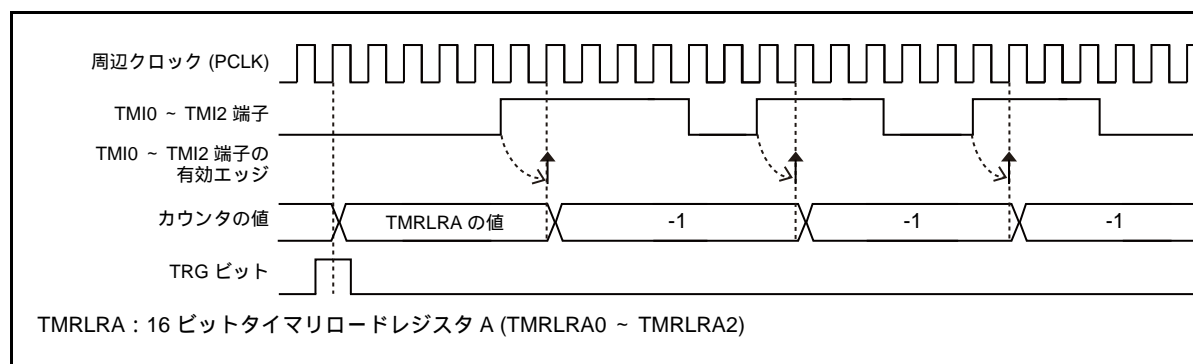 周辺クロック (PCLK)
TMI0 ~ TMI2 端子
TMI0 ~ TMI2 端子の
有効エッジ
カウンタの値
TMRLRA の値
-1
-1
-1
TRG ビット
TMRLRA : 16 ビットタイマリロードレジスタ A (TMRLRA0 ~ TMRLRA2)